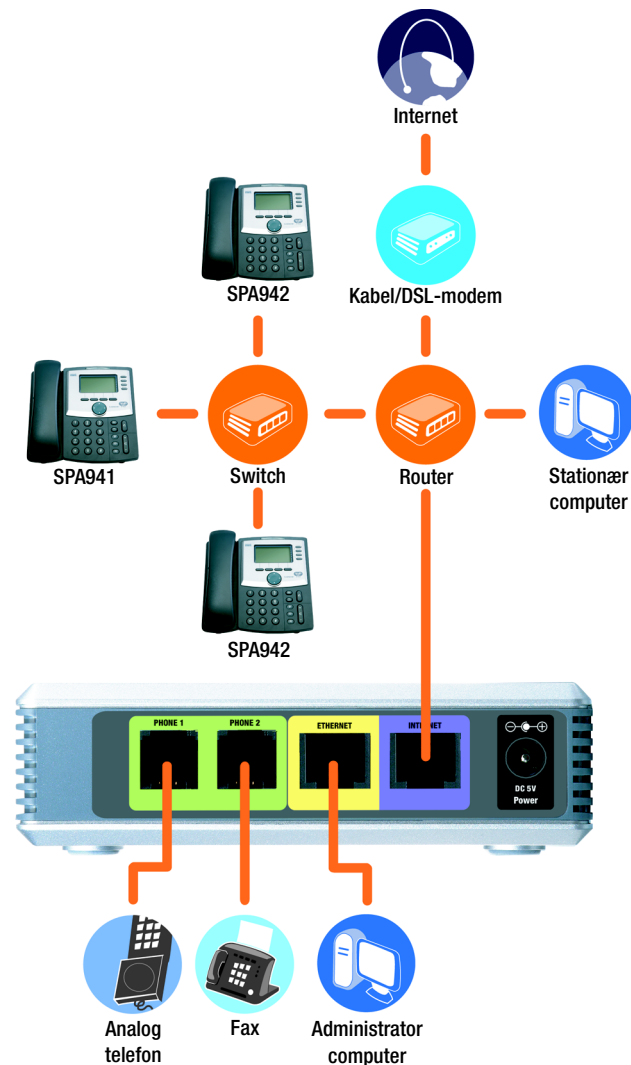 Internet
SPA942
Kabel/DSL-modem
SPA941
Switch
Router
Stationær
computer
SPA942
PHONE 1
PHONE 2
ETHERNET
INTERNET
DC 5V
Power
Analog
telefon
Fax
Administrator
computer